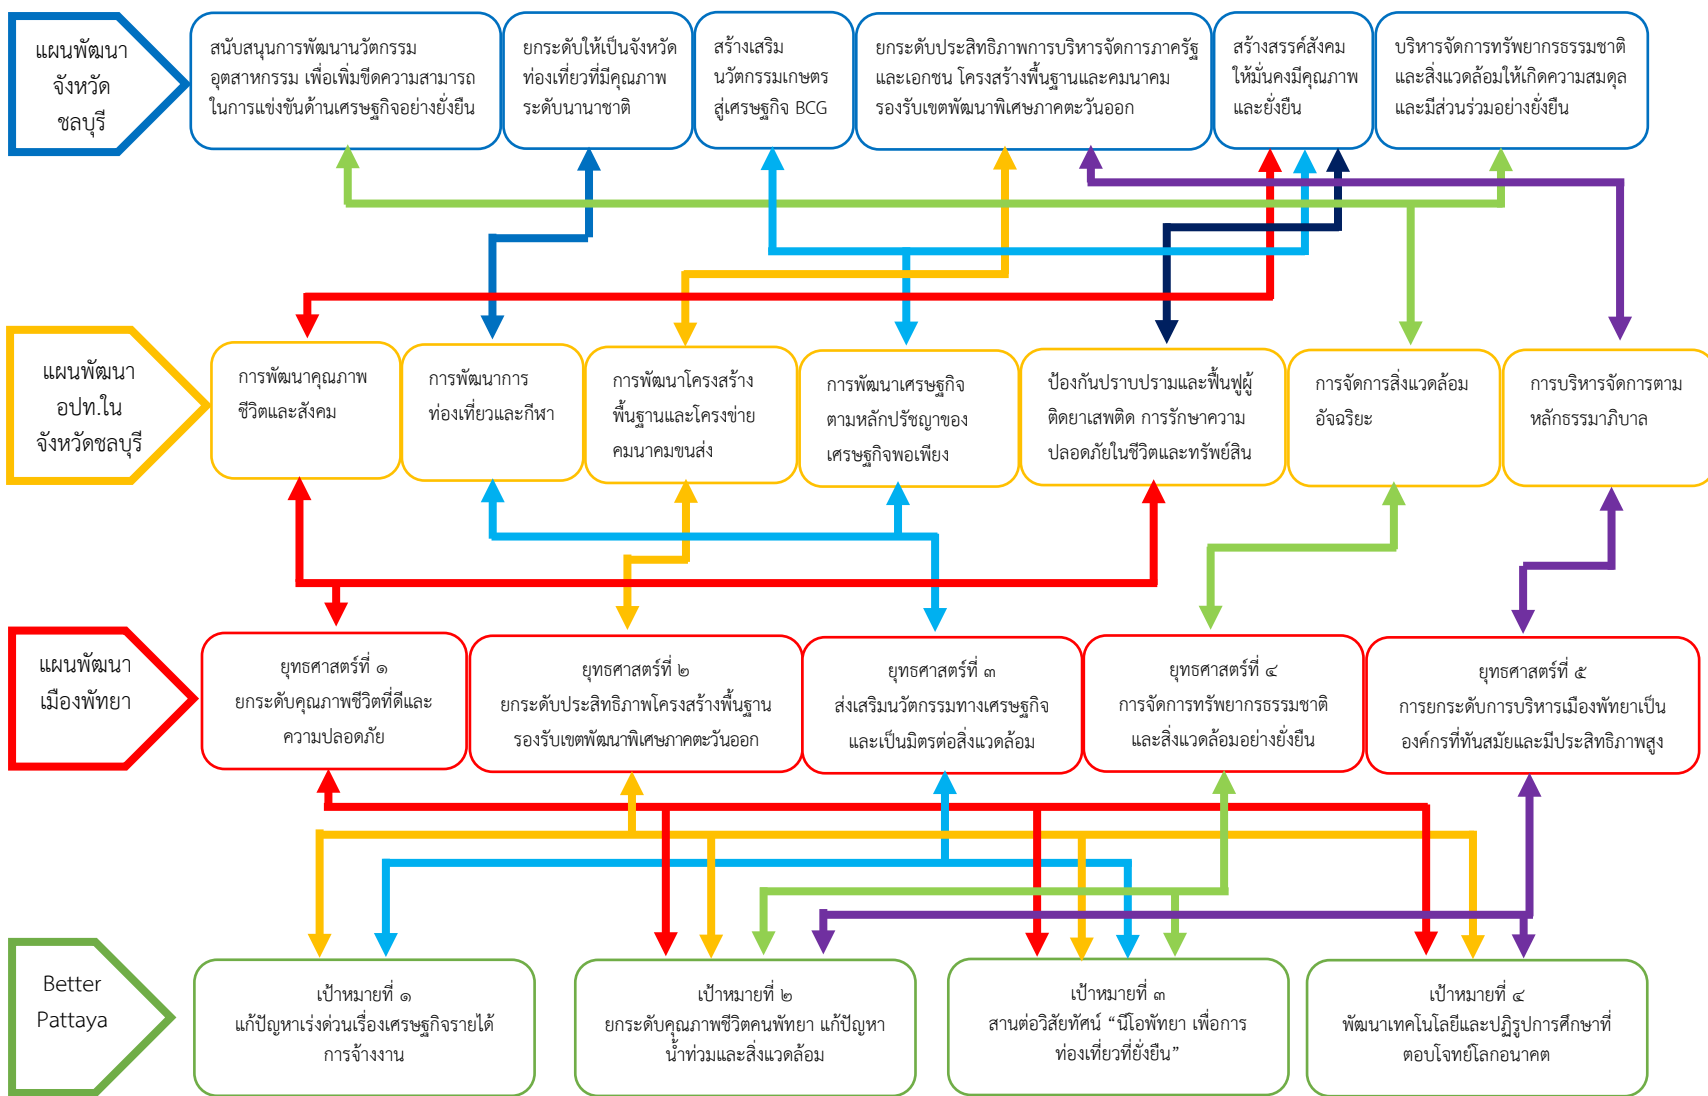 แผนพัฒนา
จังหวัด
ชลบุรี
สนับสนุนการพัฒนานวัตกรรม
อุตสาหกรรม เพื่อเพิ่มขีดความสามารถ
ในการแข่งขันด้านเศรษฐกิจอย่างยั่งยืน
ยกระดับให้เป็นจังหวัด
ท่องเที่ยวที่มีคุณภาพ
ระดับนานาชาติ
สร้างเสริม
นวัตกรรมเกษตร
สู่เศรษฐกิจ BCG
ยกระดับประสิทธิภาพการบริหารจัดการภาครัฐ
และเอกชน โครงสร้างพื้นฐานและคมนาคม
รองรับเขตพัฒนาพิเศษภาคตะวันออก
สร้างสรรค์สังคม
ให้มั่นคงมีคุณภาพ
และยั่งยืน
บริหารจัดการทรัพยากรธรรมชาติ
และสิ่งแวดล้อมให้เกิดความสมดุล
และมีส่วนร่วมอย่างยั่งยืน
แผนพัฒนา
อปท.ใน
จังหวัดชลบุรี
การพัฒนาคุณภาพ
ชีวิตและสังคม
การพัฒนาการ
ท่องเที่ยวและกีฬา
การพัฒนาโครงสร้าง
พื้นฐานและโครงข่าย
คมนาคมขนส่ง
การพัฒนาเศรษฐกิจ
ตามหลักปรัชญาของ
เศรษฐกิจพอเพียง
ป้องกันปราบปรามและฟื้นฟูผู้
ติดยาเสพติด การรักษาความ
ปลอดภัยในชีวิตและทรัพย์สิน
การจัดการสิ่งแวดล้อม
อัจฉริยะ
การบริหารจัดการตาม
หลักธรรมาภิบาล
แผนพัฒนา
เมืองพัทยา
ยุทธศาสตร์ที่ ๑
ยกระดับคุณภาพชีวิตที่ดีและ
ความปลอดภัย
ยุทธศาสตร์ที่ ๒
ยกระดับประสิทธิภาพโครงสร้างพื้นฐาน
รองรับเขตพัฒนาพิเศษภาคตะวันออก
ยุทธศาสตร์ที่ ๓
ส่งเสริมนวัตกรรมทางเศรษฐกิจ
และเป็นมิตรต่อสิ่งแวดล้อม
ยุทธศาสตร์ที่ ๔
การจัดการทรัพยากรธรรมชาติ
และสิ่งแวดล้อมอย่างยั่งยืน
ยุทธศาสตร์ที่ ๕
การยกระดับการบริหารเมืองพัทยาเป็น
องค์กรที่ทันสมัยและมีประสิทธิภาพสูง
Better
Pattaya
เป้าหมายที่ ๑
แก้ปัญหาเร่งด่วนเรื่องเศรษฐกิจรายได้
การจ้างงาน
เป้าหมายที่ ๒
ยกระดับคุณภาพชีวิตคนพัทยา แก้ปัญหา
น้ำท่วมและสิ่งแวดล้อม
เป้าหมายที่ ๓
สานต่อวิสัยทัศน์ “นีโอพัทยา เพื่อการ
ท่องเที่ยวที่ยั่งยืน”
เป้าหมายที่ ๔
พัฒนาเทคโนโลยีและปฏิรูปการศึกษาที่
ตอบโจทย์โลกอนาคต